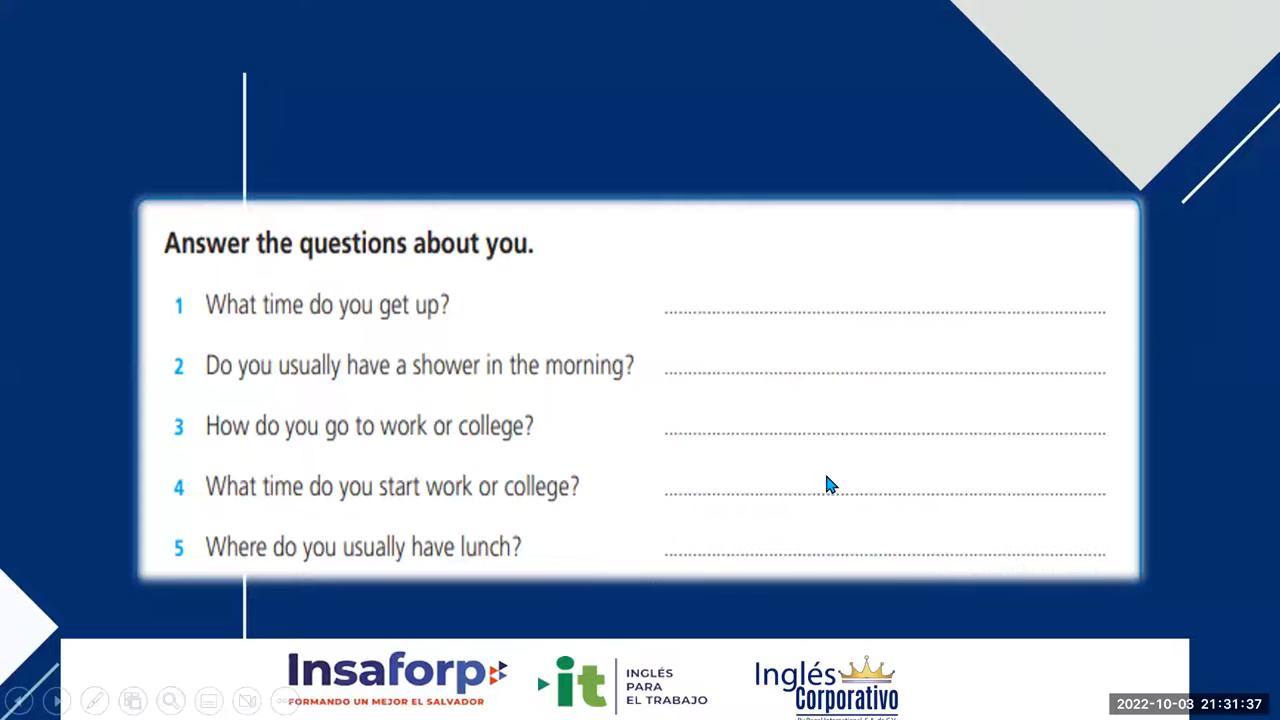 Answer the questions about you.
1 What time do you get up?
2 Do you usually have a shower in the morning?
3 How do you go to work or college?
4 What time do you start work or college?
5 Where do you usually have lunch?
Insaforp
FORMANDO UN MEJOR EL SALVADOR
it
INGLÉS
PARA
EL TRABAJO
Inglés
Corporativo
2022-10-03 21:31:37